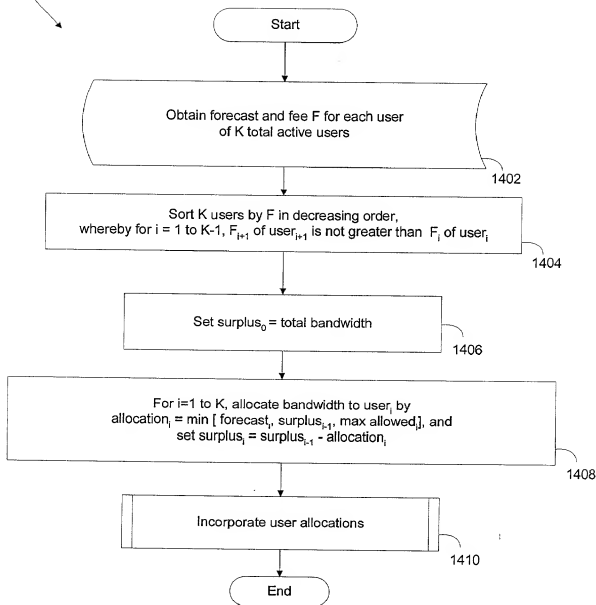 Start
Obtain forecast and fee F for each user
of K total active users
1402
Sort K users by F in decreasing order,
whereby for i = 1 to K-1, Fᵢ₊₁ of userᵢ₊₁ is not greater than Fᵢ of userᵢ
1404
Set surplus₀ = total bandwidth
1406
For i=1 to K, allocate bandwidth to userᵢ by
allocationᵢ = min [ forecastᵢ, surplusᵢ₋₁, max allowedᵢ], and
set surplusᵢ = surplusᵢ₋₁ - allocationᵢ
1408
Incorporate user allocations
1410
End